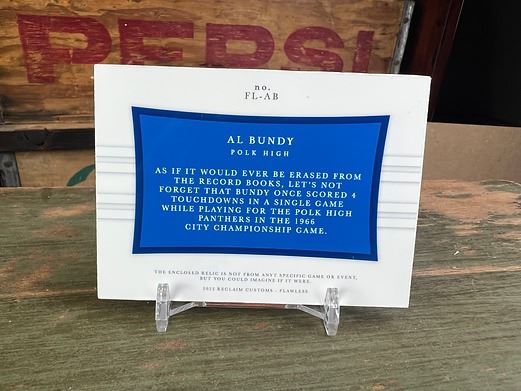 PEPSI
no.
FL-AB
AL BUNDY
POLK HIGH
AS IF IT WOULD EVER BE ERASED FROM
THE RECORD BOOKS, LET'S NOT
FORGET THAT BUNDY ONCE SCORED 4
TOUCHDOWNS IN A SINGLE GAME
WHILE PLAYING FOR THE POLK HIGH
PANTHERS IN THE 1966
CITY CHAMPIONSHIP GAME.
THE ENCLOSED RELIC IS NOT FROM ANYT SPECIFIC GAME OR EVENT,
BUT YOU COULD IMAGINE IF IT WERE.
2022 RECLAIM CUSTOMS - FLAWLESS